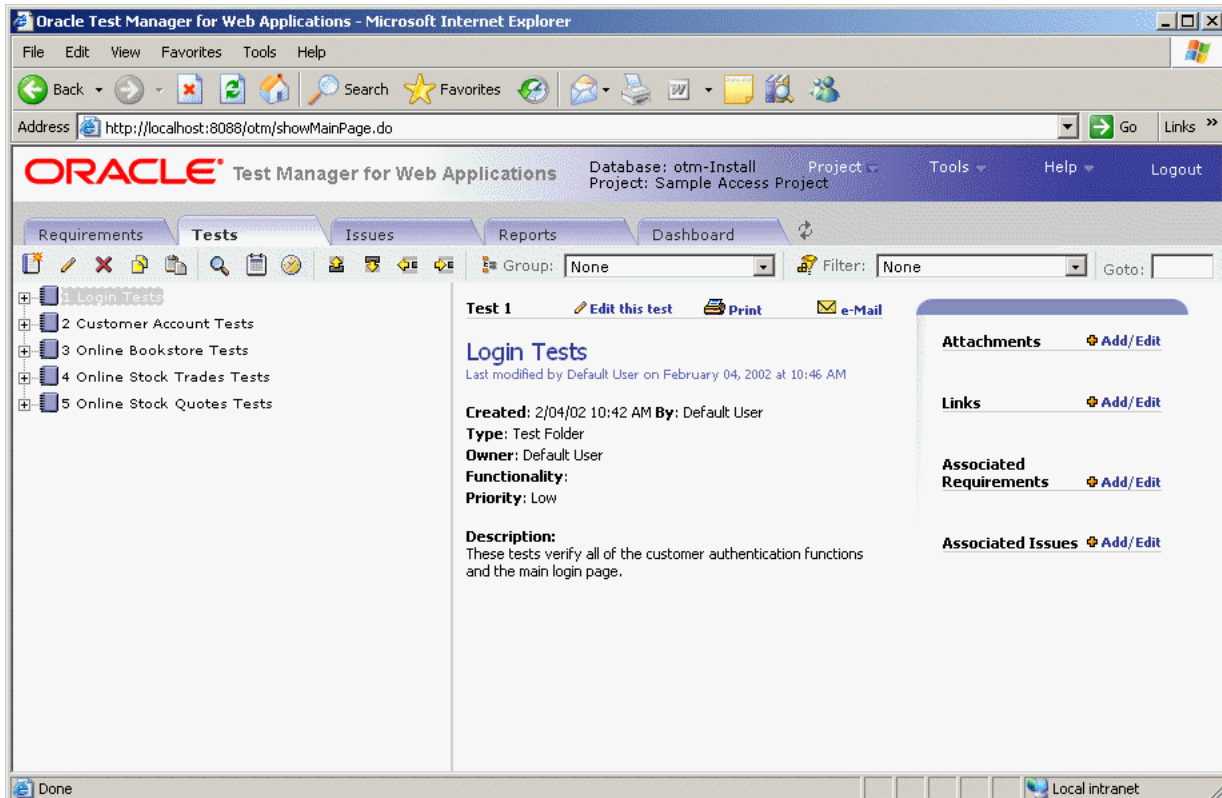 Oracle Test Manager for Web Applications - Microsoft Internet Explorer
File Edit View Favorites Tools Help
Back Search Favorites
Address http://localhost:8088/otm/showMainPage.do Go Links »
ORACLE Test Manager for Web Applications
Database: otm-Install
Project: Sample Access Project
Project Tools Help Logout
Requirements Tests Issues Reports Dashboard
Group: None Filter: None Goto:
1 Login Tests
2 Customer Account Tests
3 Online Bookstore Tests
4 Online Stock Trades Tests
5 Online Stock Quotes Tests
Test 1 Edit this test Print e-Mail
Login Tests
Last modified by Default User on February 04, 2002 at 10:46 AM
Created: 2/04/02 10:42 AM By: Default User
Type: Test Folder
Owner: Default User
Functionality:
Priority: Low
Description:
These tests verify all of the customer authentication functions
and the main login page.
Attachments Add/Edit
Links Add/Edit
Associated
Requirements Add/Edit
Associated Issues Add/Edit
Done Local intranet